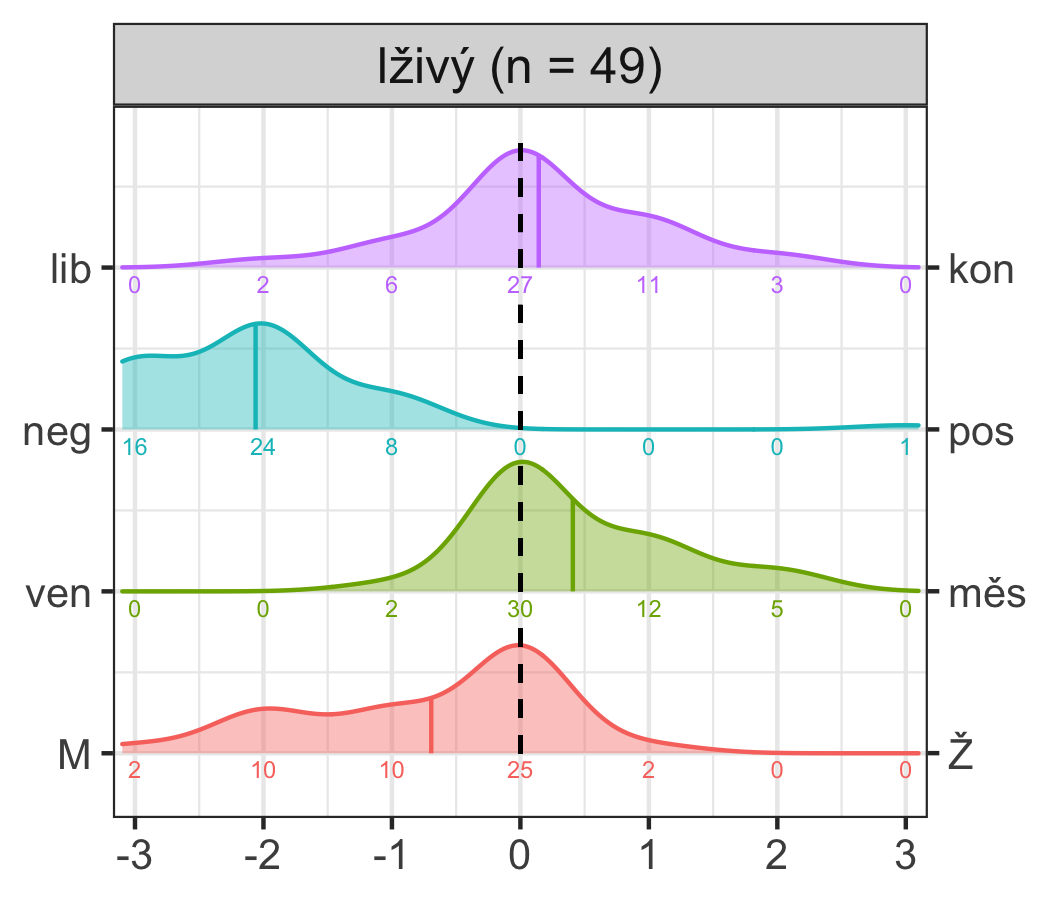 lživý (n = 49)
lib kon
0 2 6 27 11 3 0
neg pos
16 24 8 0 0 0 1
ven měs
0 0 2 30 12 5 0
M Ž
2 10 10 25 2 0 0
-3 -2 -1 0 1 2 3